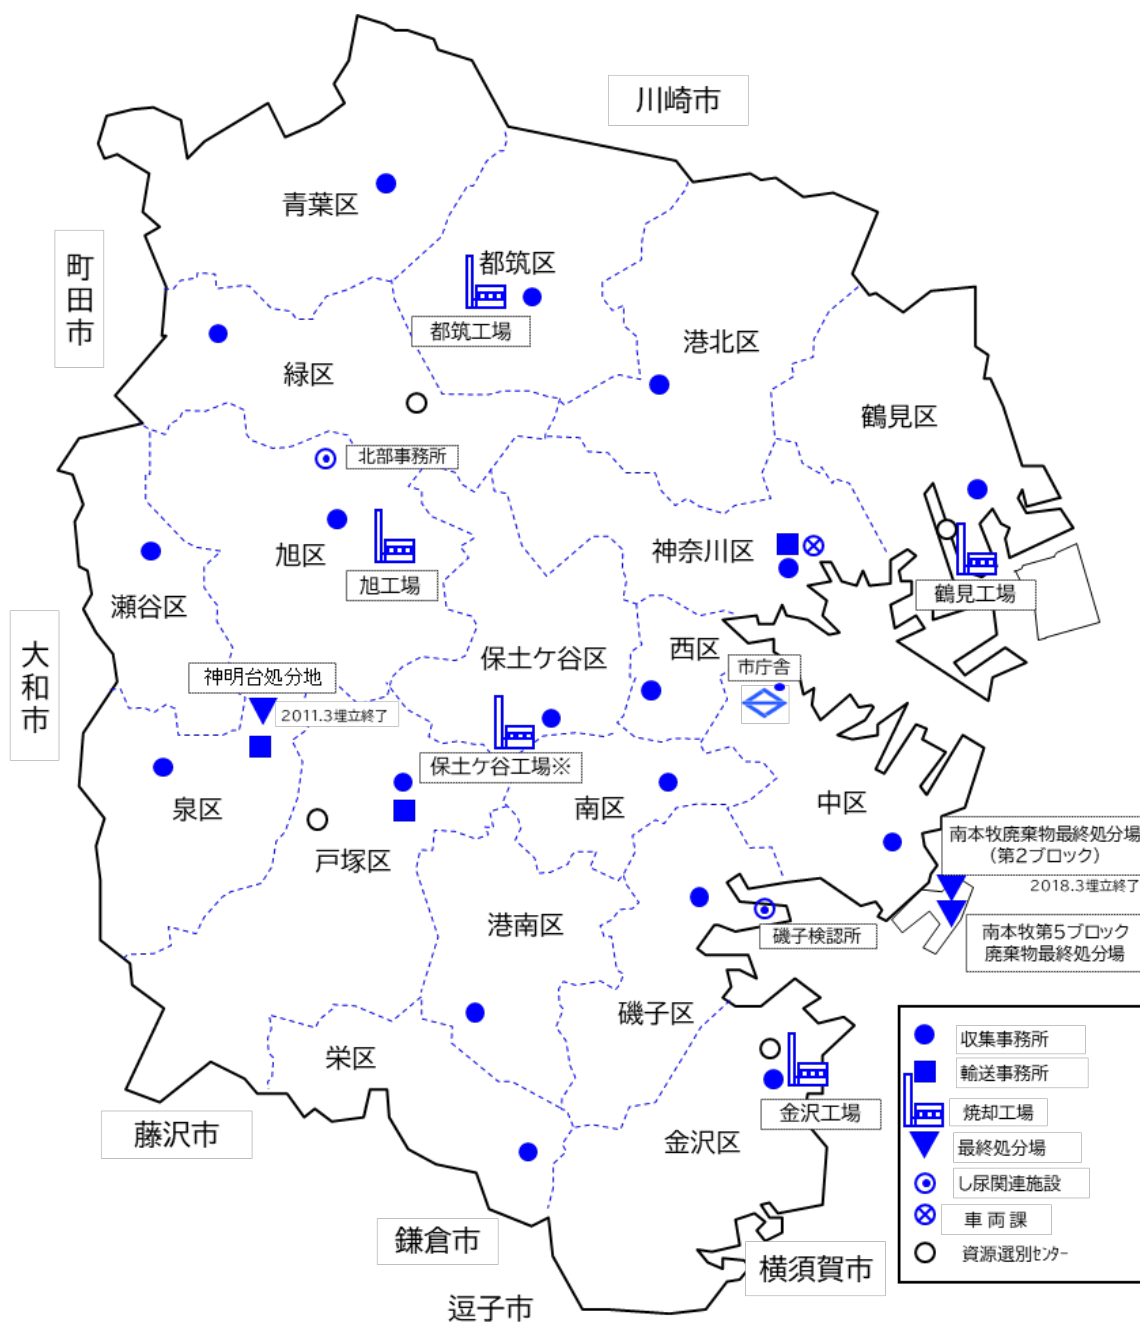 川崎市
青葉区
町田市
都筑区
都筑工場
港北区
緑区
鶴見区
北部事務所
旭区
旭工場
神奈川区
鶴見工場
瀬谷区
大和市
保土ケ谷区
西区
市庁舎
神明台処分地
2011.3埋立終了
保土ケ谷工場※
泉区
南区
中区
戸塚区
南本牧廃棄物最終処分場
(第2ブロック)
2018.3埋立終了
港南区
磯子検認所
南本牧第5ブロック
廃棄物最終処分場
磯子区
栄区
藤沢市
金沢工場
金沢区
鎌倉市
横須賀市
逗子市
収集事務所
輸送事務所
焼却工場
最終処分場
し尿関連施設
車両課
資源選別センター